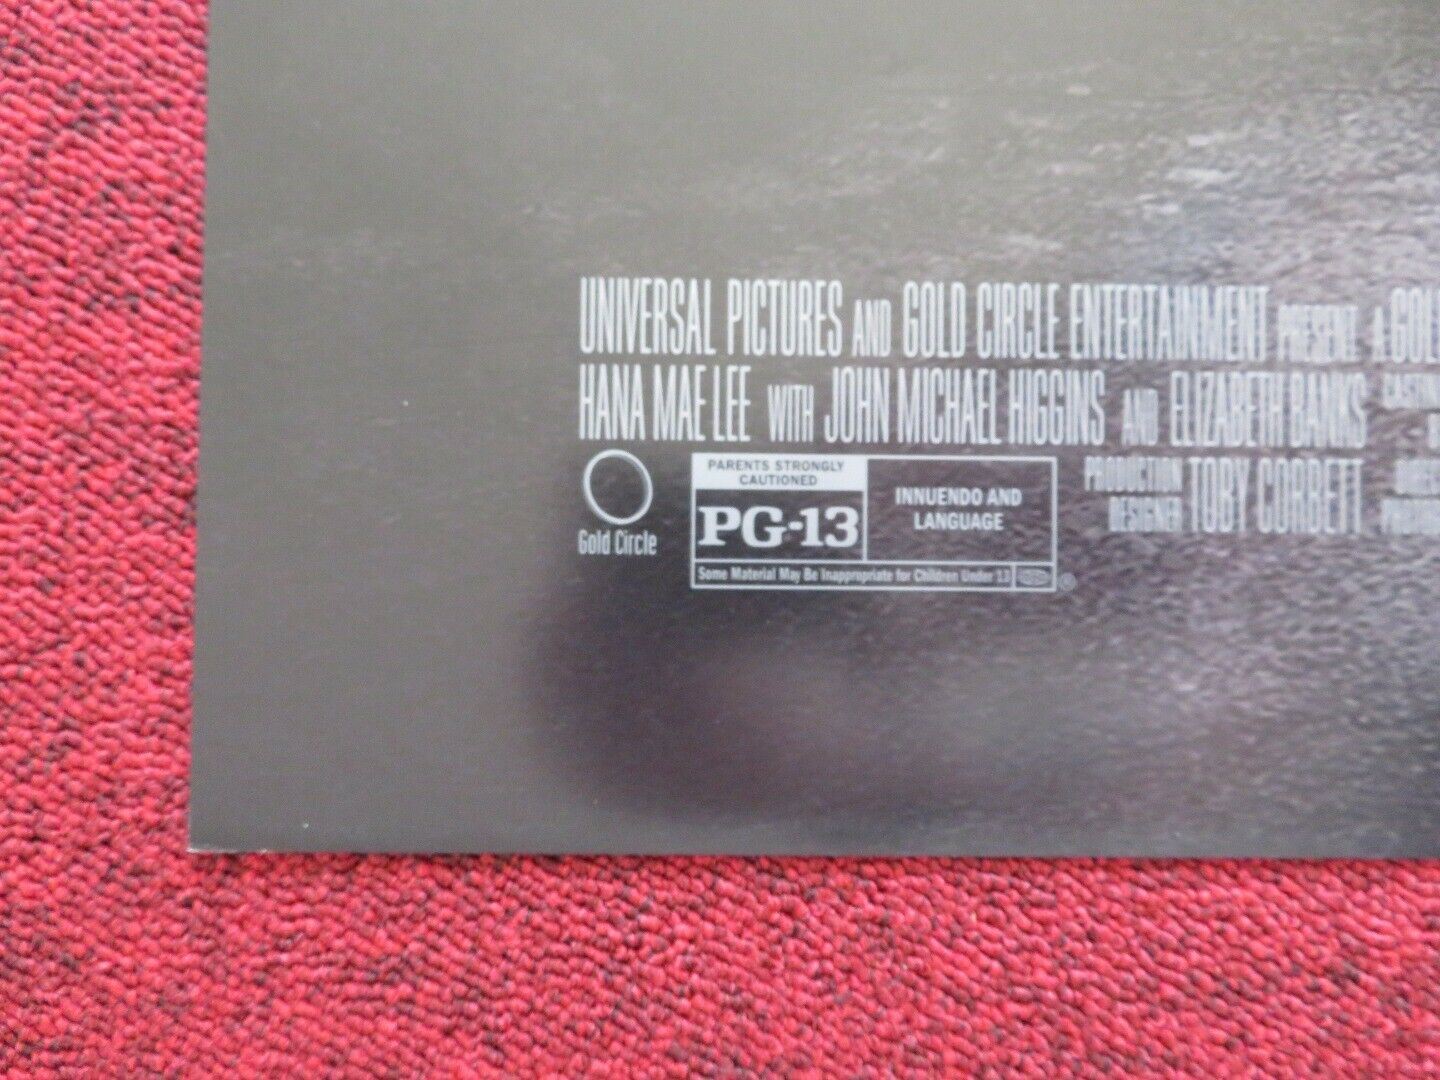 UNIVERSAL PICTURES AND GOLD CIRCLE ENTERTAINMENT PRESENT A GOL
HANA MAE LEE WITH JOHN MICHAEL HIGGINS AND ELIZABETH BANKS CASTIN
Gold Circle
PARENTS STRONGLY
CAUTIONED
PG-13
INNUENDO AND
LANGUAGE
Some Material May Be Inappropriate for Children Under 13
®
PRODUCTION
DESIGNER TOBY CORBETT